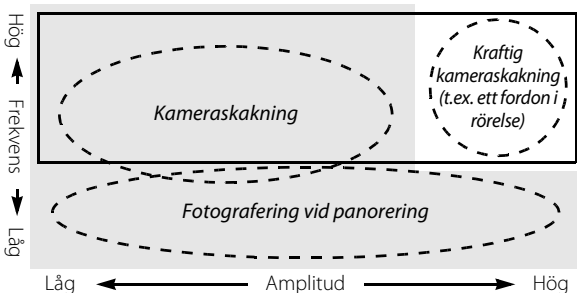 Hög
Frekvens
Låg
Kameraskakning
Kraftig
kameraskakning
(t.ex. ett fordon i
rörelse)
Fotografering vid panorering
Låg
Amplitud
Hög